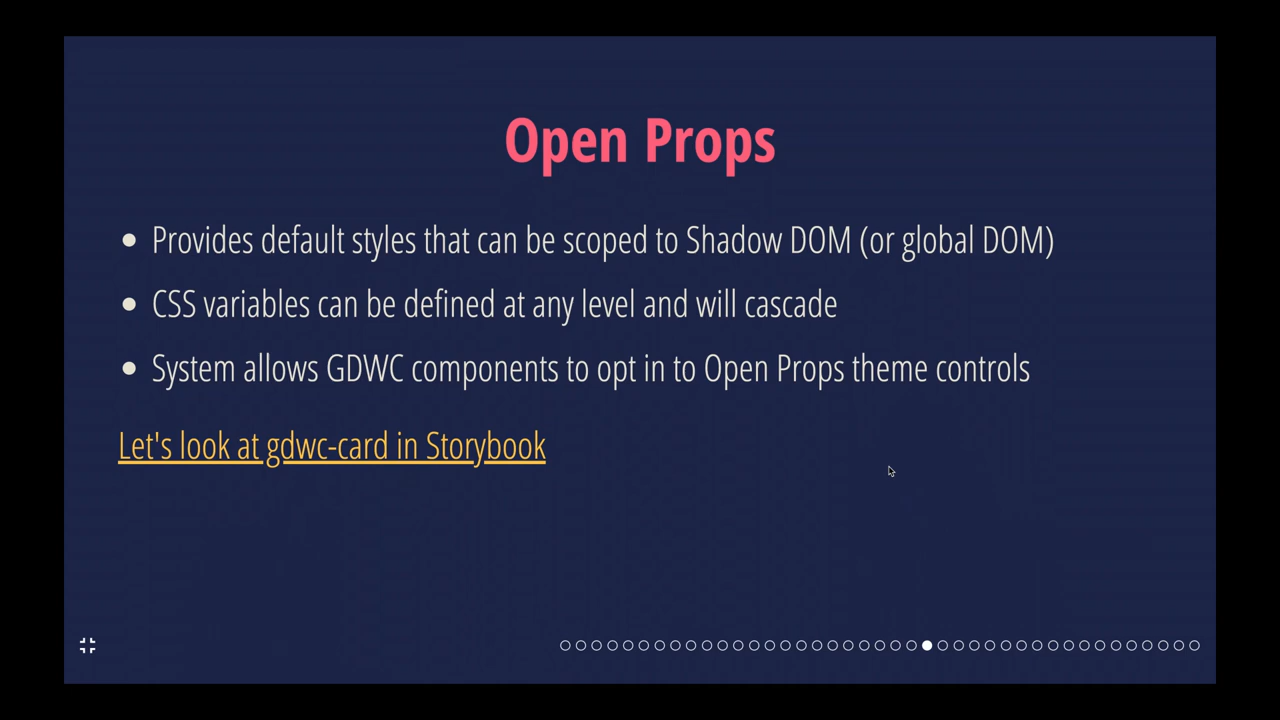 Open Props
Provides default styles that can be scoped to Shadow DOM (or global DOM)
CSS variables can be defined at any level and will cascade
System allows GDWC components to opt in to Open Props theme controls
Let's look at gdwc-card in Storybook